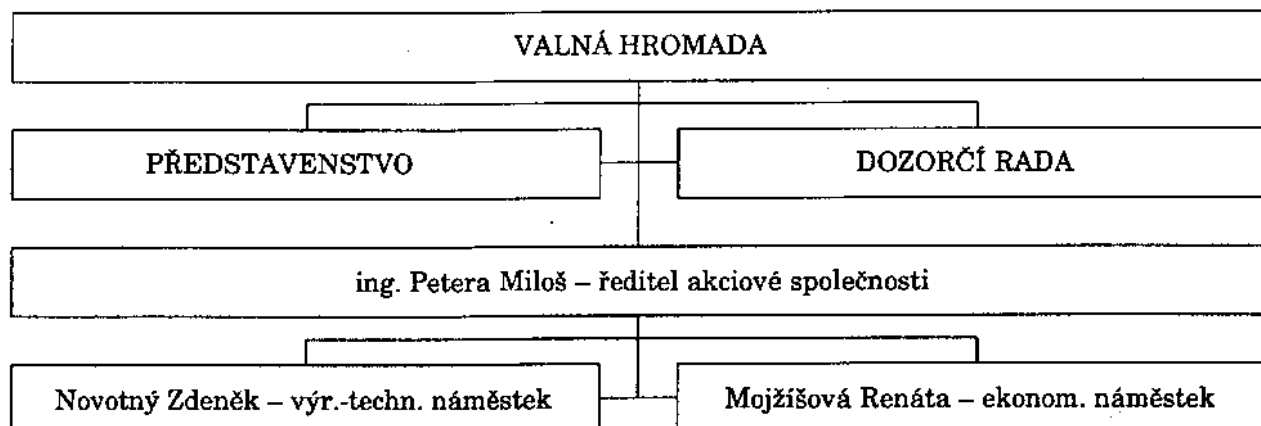 VALNÁ HROMADA
PŘEDSTAVENSTVO
DOZORČÍ RADA
ing. Petera Miloš – ředitel akciové společnosti
Novotný Zdeněk – výr.-techn. náměstek
Mojžíšová Renáta – ekonom. náměstek